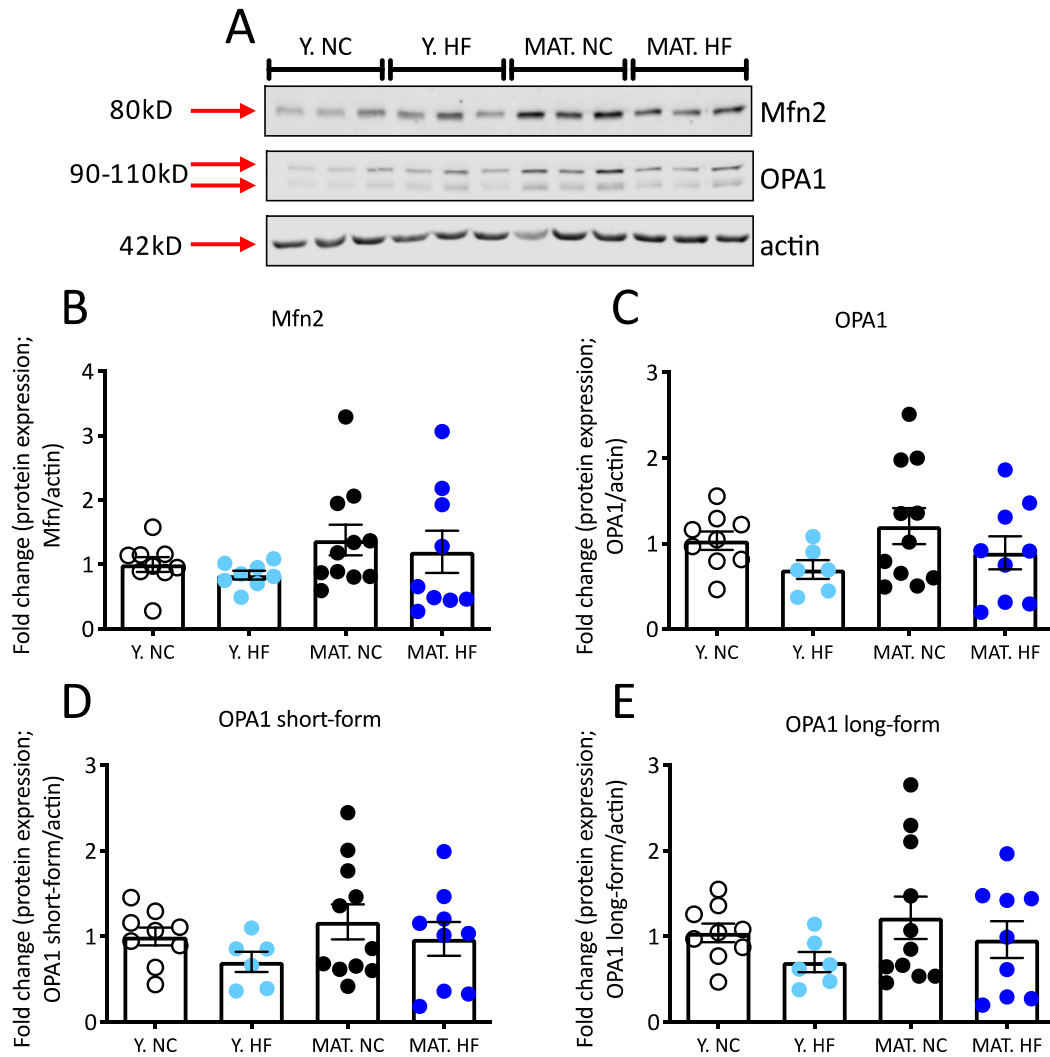 A
Y. NC Y. HF MAT. NC MAT. HF
80kD Mfn2
90-110kD OPA1
42kD actin
B
Mfn2
Fold change (protein expression;
Mfn/actin)
4
3
2
1
0
Y. NC Y. HF MAT. NC MAT. HF
C
OPA1
Fold change (protein expression;
OPA1/actin)
3
2
1
0
Y. NC Y. HF MAT. NC MAT. HF
D
OPA1 short-form
Fold change (protein expression;
OPA1 short-form/actin)
3
2
1
0
Y. NC Y. HF MAT. NC MAT. HF
E
OPA1 long-form
Fold change (protein expression;
OPA1 long-form/actin)
3
2
1
0
Y. NC Y. HF MAT. NC MAT. HF